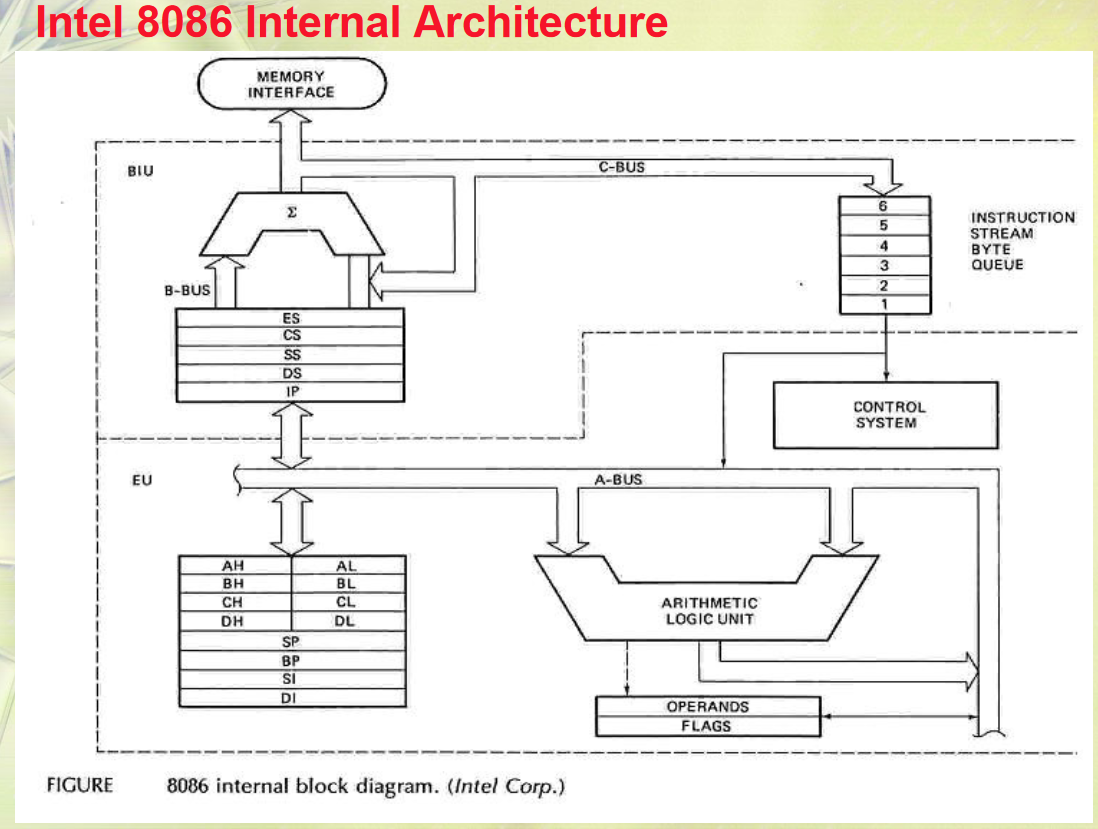 Intel 8086 Internal Architecture
MEMORY
INTERFACE
BIU
C-BUS
Σ
B-BUS
6
5
4
3
2
1
INSTRUCTION
STREAM
BYTE
QUEUE
ES
CS
SS
DS
IP
CONTROL
SYSTEM
EU
A-BUS
AH AL
BH BL
CH CL
DH DL
SP
BP
SI
DI
ARITHMETIC
LOGIC UNIT
OPERANDS
FLAGS
FIGURE 8086 internal block diagram. (Intel Corp.)